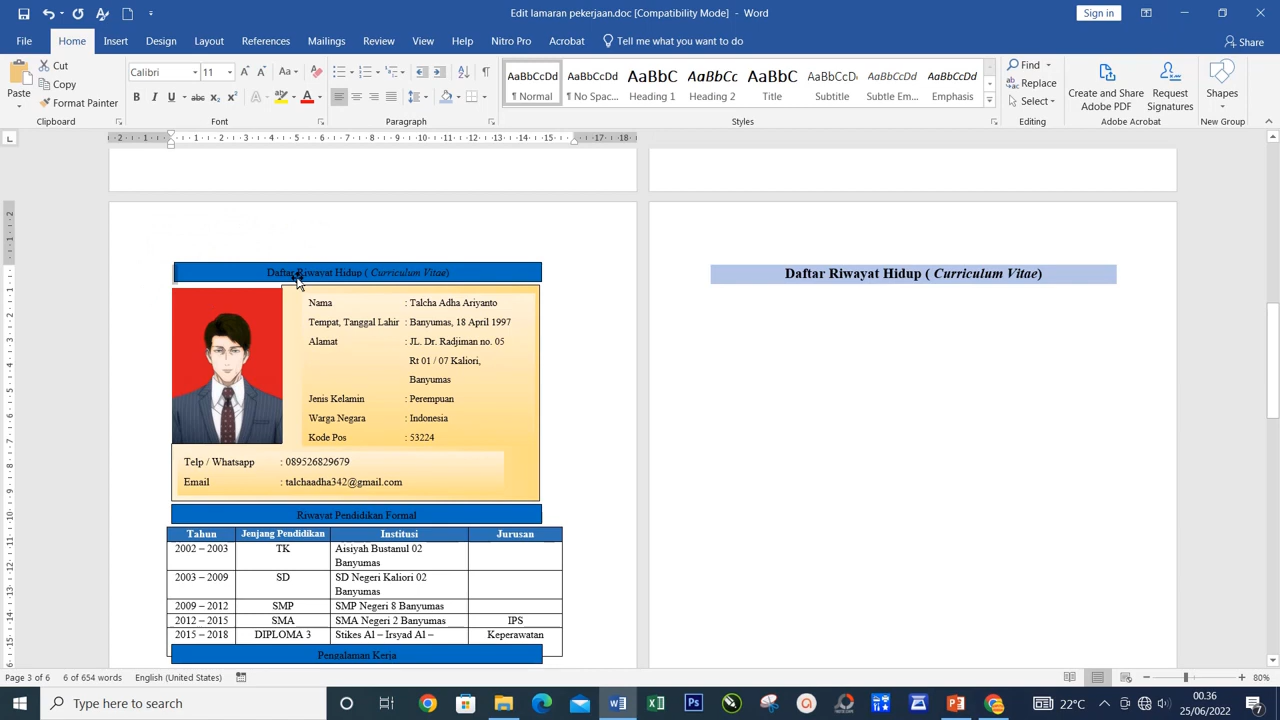 Edit lamaran pekerjaan.doc [Compatibility Mode] - Word
Sign in
File Home Insert Design Layout References Mailings Review View Help Nitro Pro Acrobat Tell me what you want to do
Share
Paste
Cut
Copy
Format Painter
Clipboard
Calibri 11
Font
Paragraph
AaBbCcDd AaBbCcDd AaBbC AaBbCc AaBbC AaBbCcD AaBbCcDd AaBbCcDd
¶ Normal ¶ No Spac... Heading 1 Heading 2 Title Subtitle Subtle Em... Emphasis
Styles
Find
Replace
Select
Editing
Create and Share Adobe PDF
Request Signatures
Adobe Acrobat
Shapes
New Group
Daftar Riwayat Hidup ( Curriculum Vitae)
Nama : Talcha Adha Ariyanto
Tempat, Tanggal Lahir : Banyumas, 18 April 1997
Alamat : JL. Dr. Radjiman no. 05
Rt 01 / 07 Kaliori,
Banyumas
Jenis Kelamin : Perempuan
Warga Negara : Indonesia
Kode Pos : 53224
Telp / Whatsapp : 089526829679
Email : talchaadha342@gmail.com
Riwayat Pendidikan Formal
Tahun Jenjang Pendidikan Institusi Jurusan
2002 – 2003 TK Aisiyah Bustanul 02
Banyumas
2003 – 2009 SD SD Negeri Kaliori 02
Banyumas
2009 – 2012 SMP SMP Negeri 8 Banyumas
2012 – 2015 SMA SMA Negeri 2 Banyumas IPS
2015 – 2018 DIPLOMA 3 Stikes Al – Irsyad Al – Keperawatan
Pengalaman Kerja
Daftar Riwayat Hidup ( Curriculum Vitae)
Page 3 of 6 6 of 654 words English (United States)
80%
Type here to search
22°C
00.36
25/06/2022